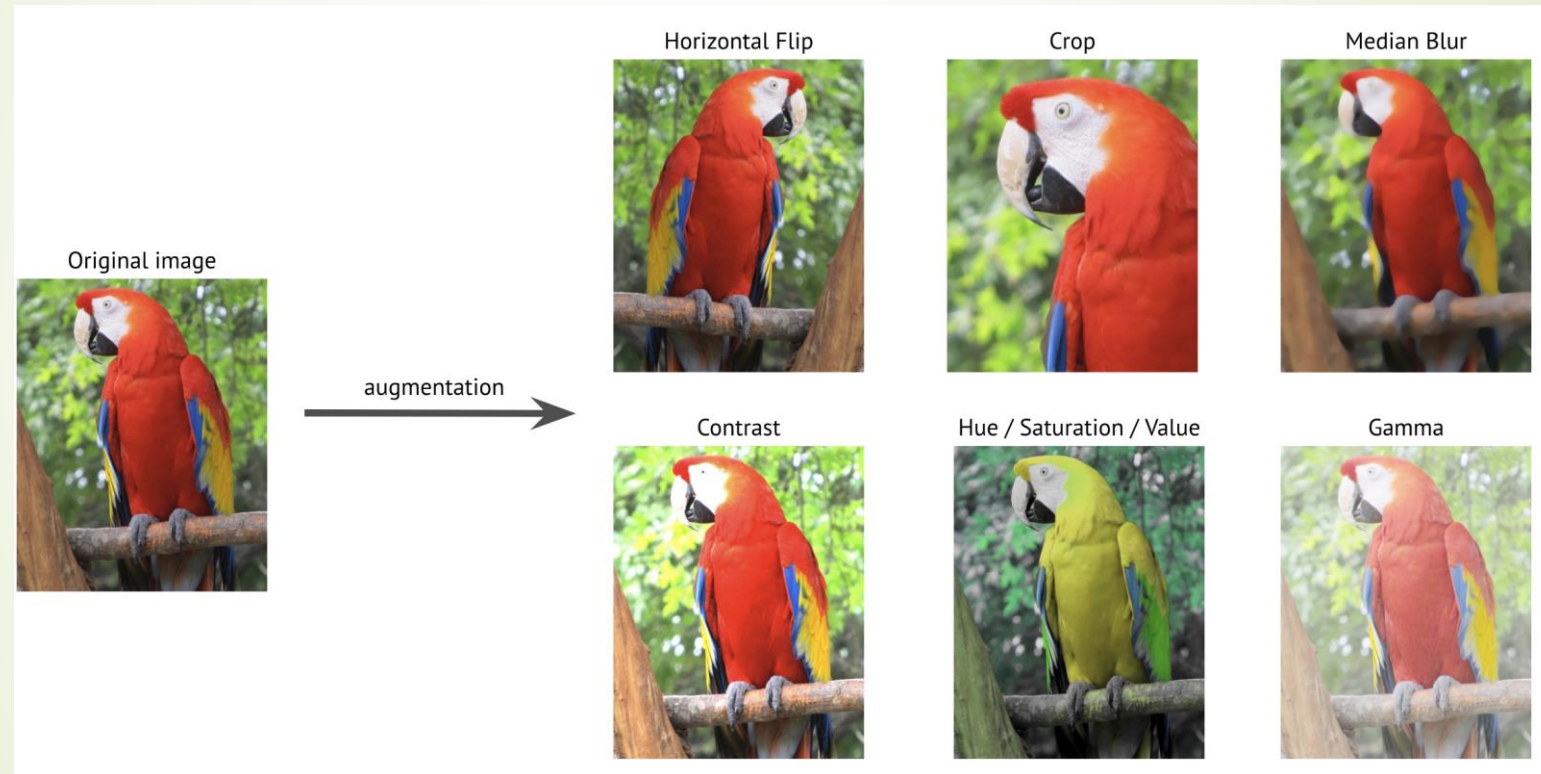 Original image
augmentation
Horizontal Flip
Crop
Median Blur
Contrast
Hue / Saturation / Value
Gamma